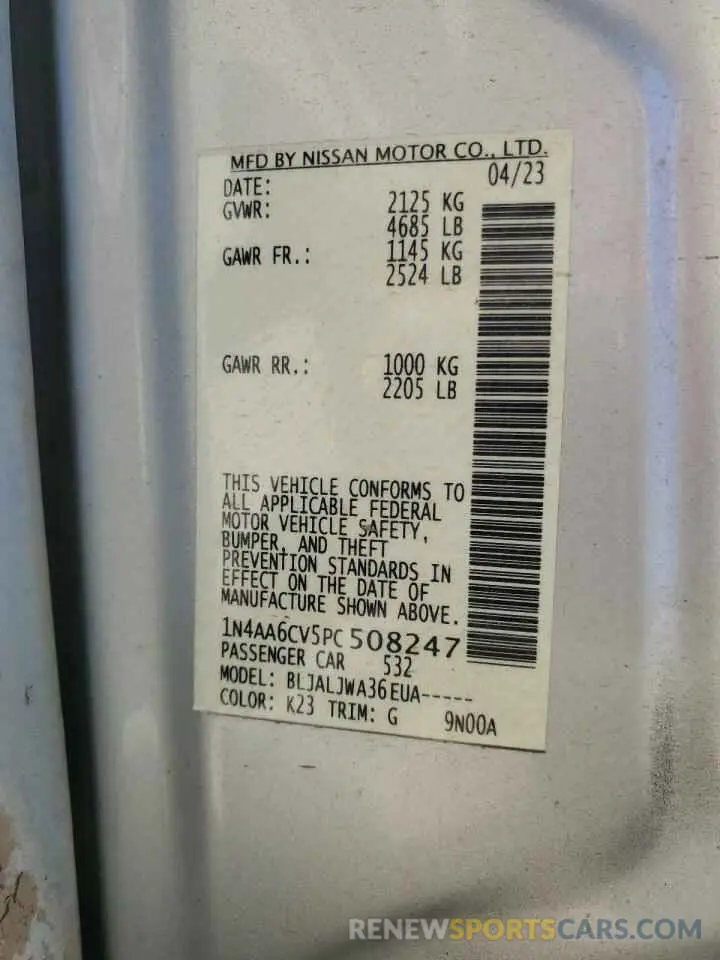 MFD BY NISSAN MOTOR CO., LTD.
DATE: 04/23
GVWR: 2125 KG
4685 LB
GAWR FR.: 1145 KG
2524 LB
GAWR RR.: 1000 KG
2205 LB
THIS VEHICLE CONFORMS TO
ALL APPLICABLE FEDERAL
MOTOR VEHICLE SAFETY,
BUMPER, AND THEFT
PREVENTION STANDARDS IN
EFFECT ON THE DATE OF
MANUFACTURE SHOWN ABOVE.
1N4AA6CV5PC508247
PASSENGER CAR 532
MODEL: BLJALJWA36EUA-----
COLOR: K23 TRIM: G 9N00A
RENEWSPORTSCARS.COM